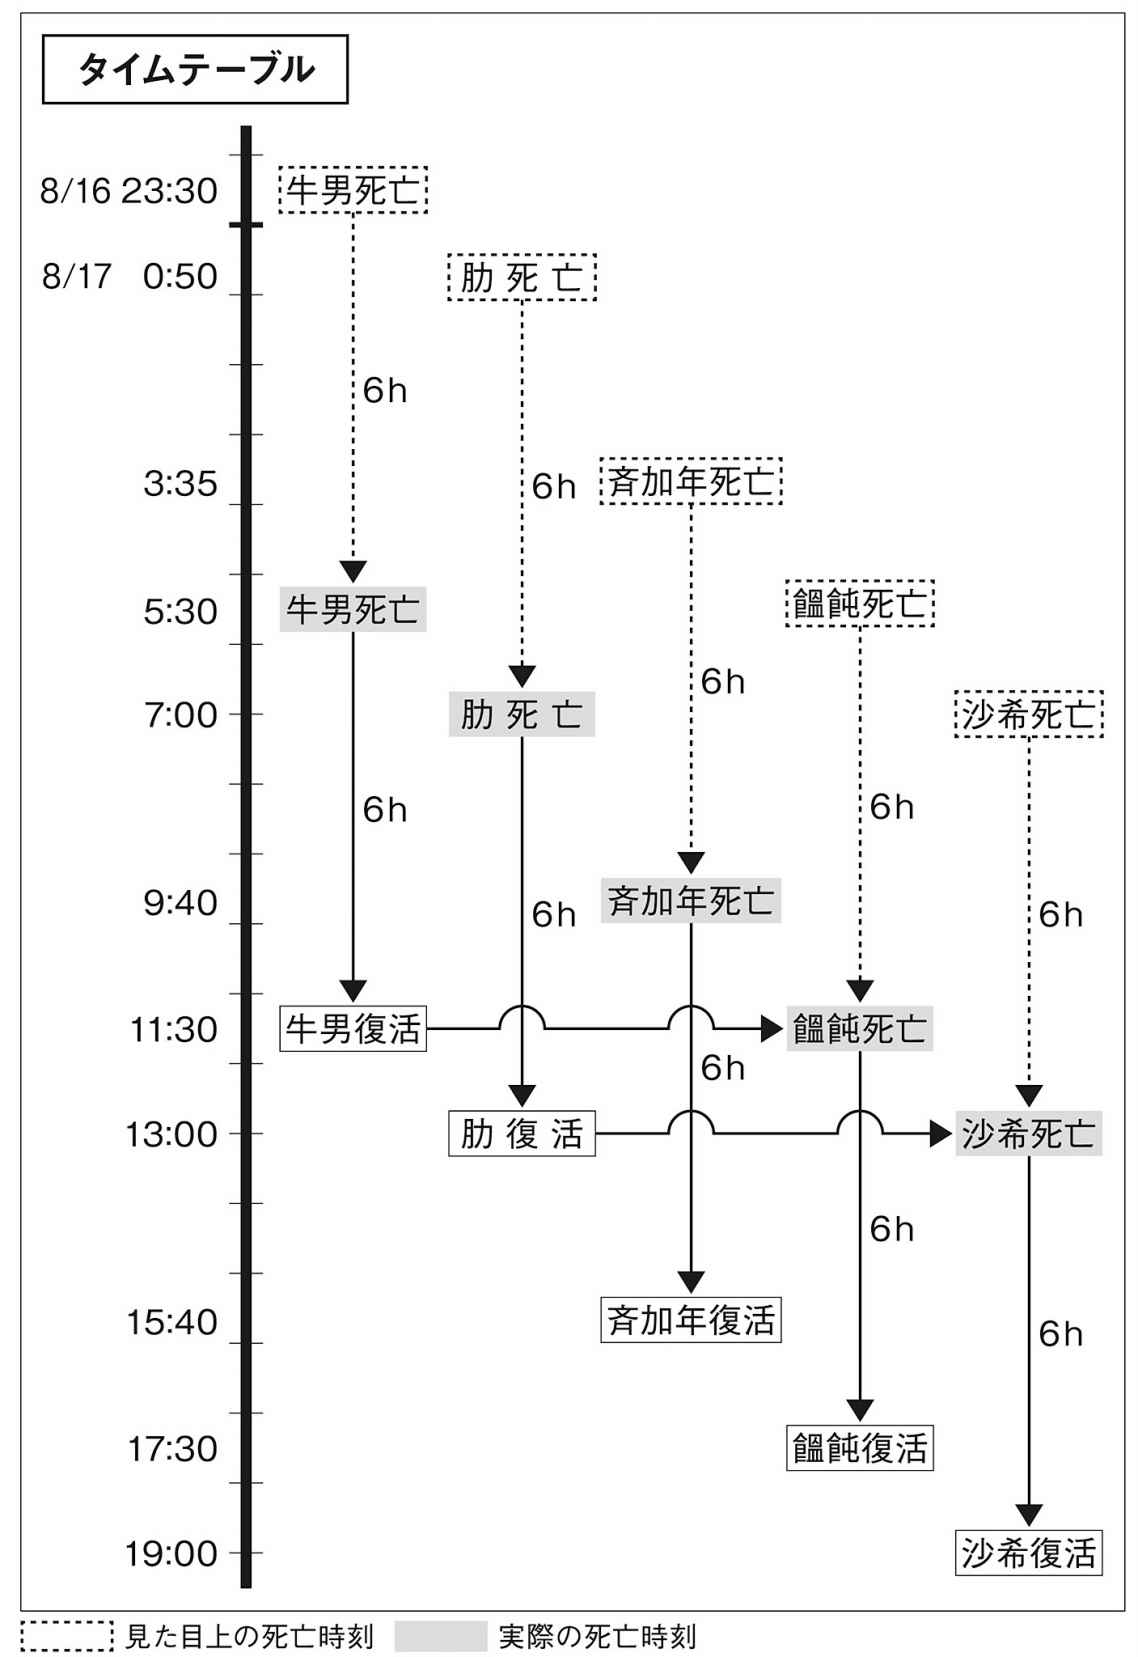 タイムテーブル
8/16 23:30 牛男死亡
8/17 0:50 肋死亡
6h
3:35 6h 斉加年死亡
5:30 牛男死亡 饂飩死亡
6h
7:00 肋死亡 沙希死亡
6h 6h
9:40 斉加年死亡
6h 6h
11:30 牛男復活 饂飩死亡
6h
13:00 肋復活 沙希死亡
6h
15:40 斉加年復活
6h
17:30 饂飩復活
19:00 沙希復活
見た目上の死亡時刻 実際の死亡時刻